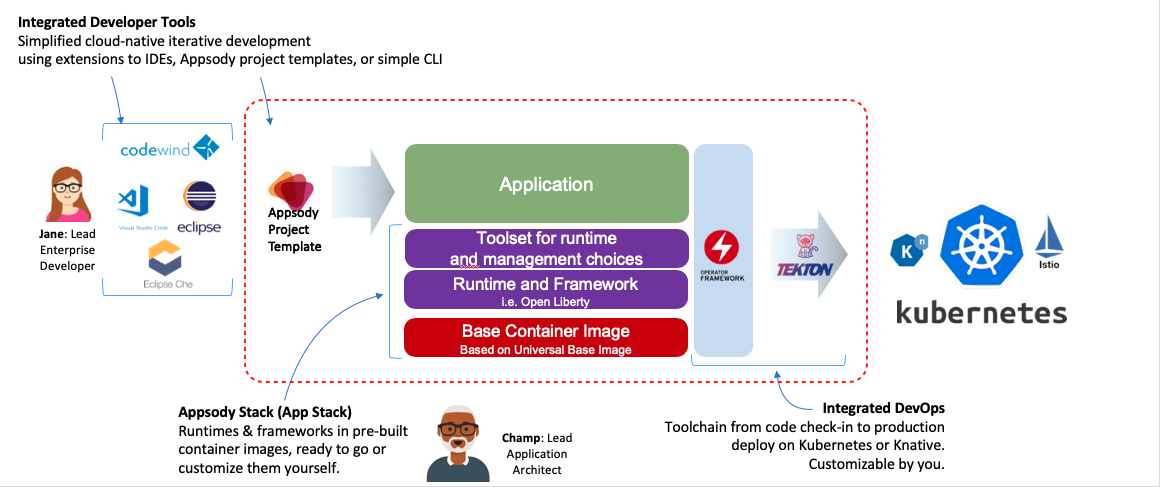 Integrated Developer Tools
Simplified cloud-native iterative development
using extensions to IDEs, Appsody project templates, or simple CLI
codewind
Visual Studio Code
eclipse
Eclipse Che
Jane: Lead
Enterprise
Developer
Appsody
Project
Template
Application
Toolset for runtime
and management choices
Runtime and Framework
i.e. Open Liberty
Base Container Image
Based on Universal Base Image
OPERATOR
FRAMEWORK
TEKTON
K
n
Istio
kubernetes
Appsody Stack (App Stack)
Runtimes & frameworks in pre-built
container images, ready to go or
customize them yourself.
Champ: Lead
Application
Architect
Integrated DevOps
Toolchain from code check-in to production
deploy on Kubernetes or Knative.
Customizable by you.